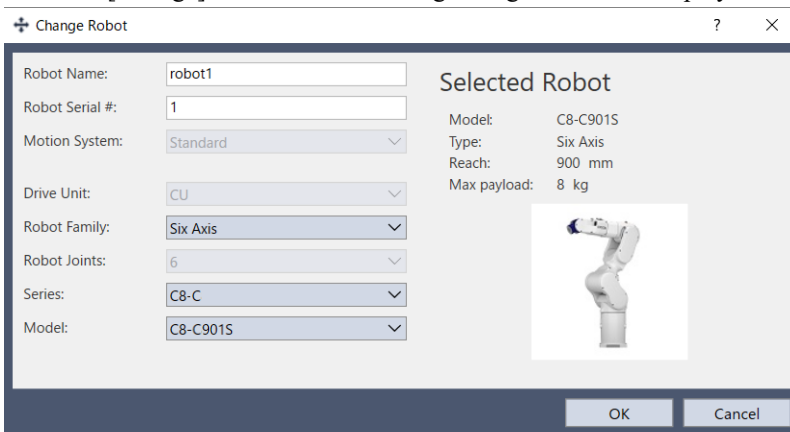 Change Robot ? ×
Robot Name: robot1
Robot Serial #: 1
Motion System: Standard
Drive Unit: CU
Robot Family: Six Axis
Robot Joints: 6
Series: C8-C
Model: C8-C901S
Selected Robot
Model: C8-C901S
Type: Six Axis
Reach: 900 mm
Max payload: 8 kg
OK Cancel